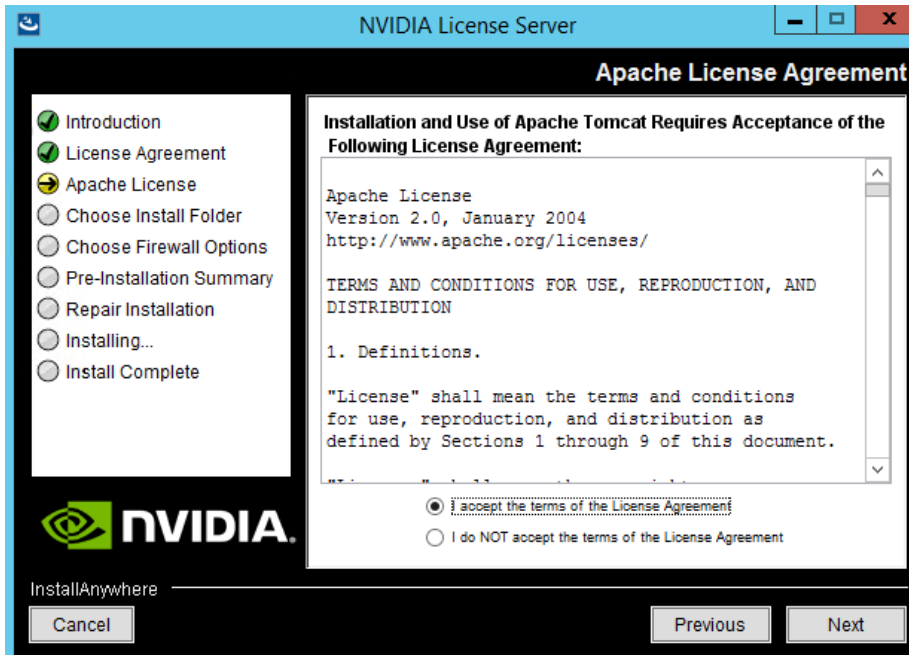 NVIDIA License Server
Apache License Agreement
Introduction
License Agreement
Apache License
Choose Install Folder
Choose Firewall Options
Pre-Installation Summary
Repair Installation
Installing...
Install Complete
Installation and Use of Apache Tomcat Requires Acceptance of the
Following License Agreement:
Apache License
Version 2.0, January 2004
http://www.apache.org/licenses/
TERMS AND CONDITIONS FOR USE, REPRODUCTION, AND
DISTRIBUTION
1. Definitions.
"License" shall mean the terms and conditions
for use, reproduction, and distribution as
defined by Sections 1 through 9 of this document.
I accept the terms of the License Agreement
I do NOT accept the terms of the License Agreement
NVIDIA.
InstallAnywhere
Cancel
Previous
Next